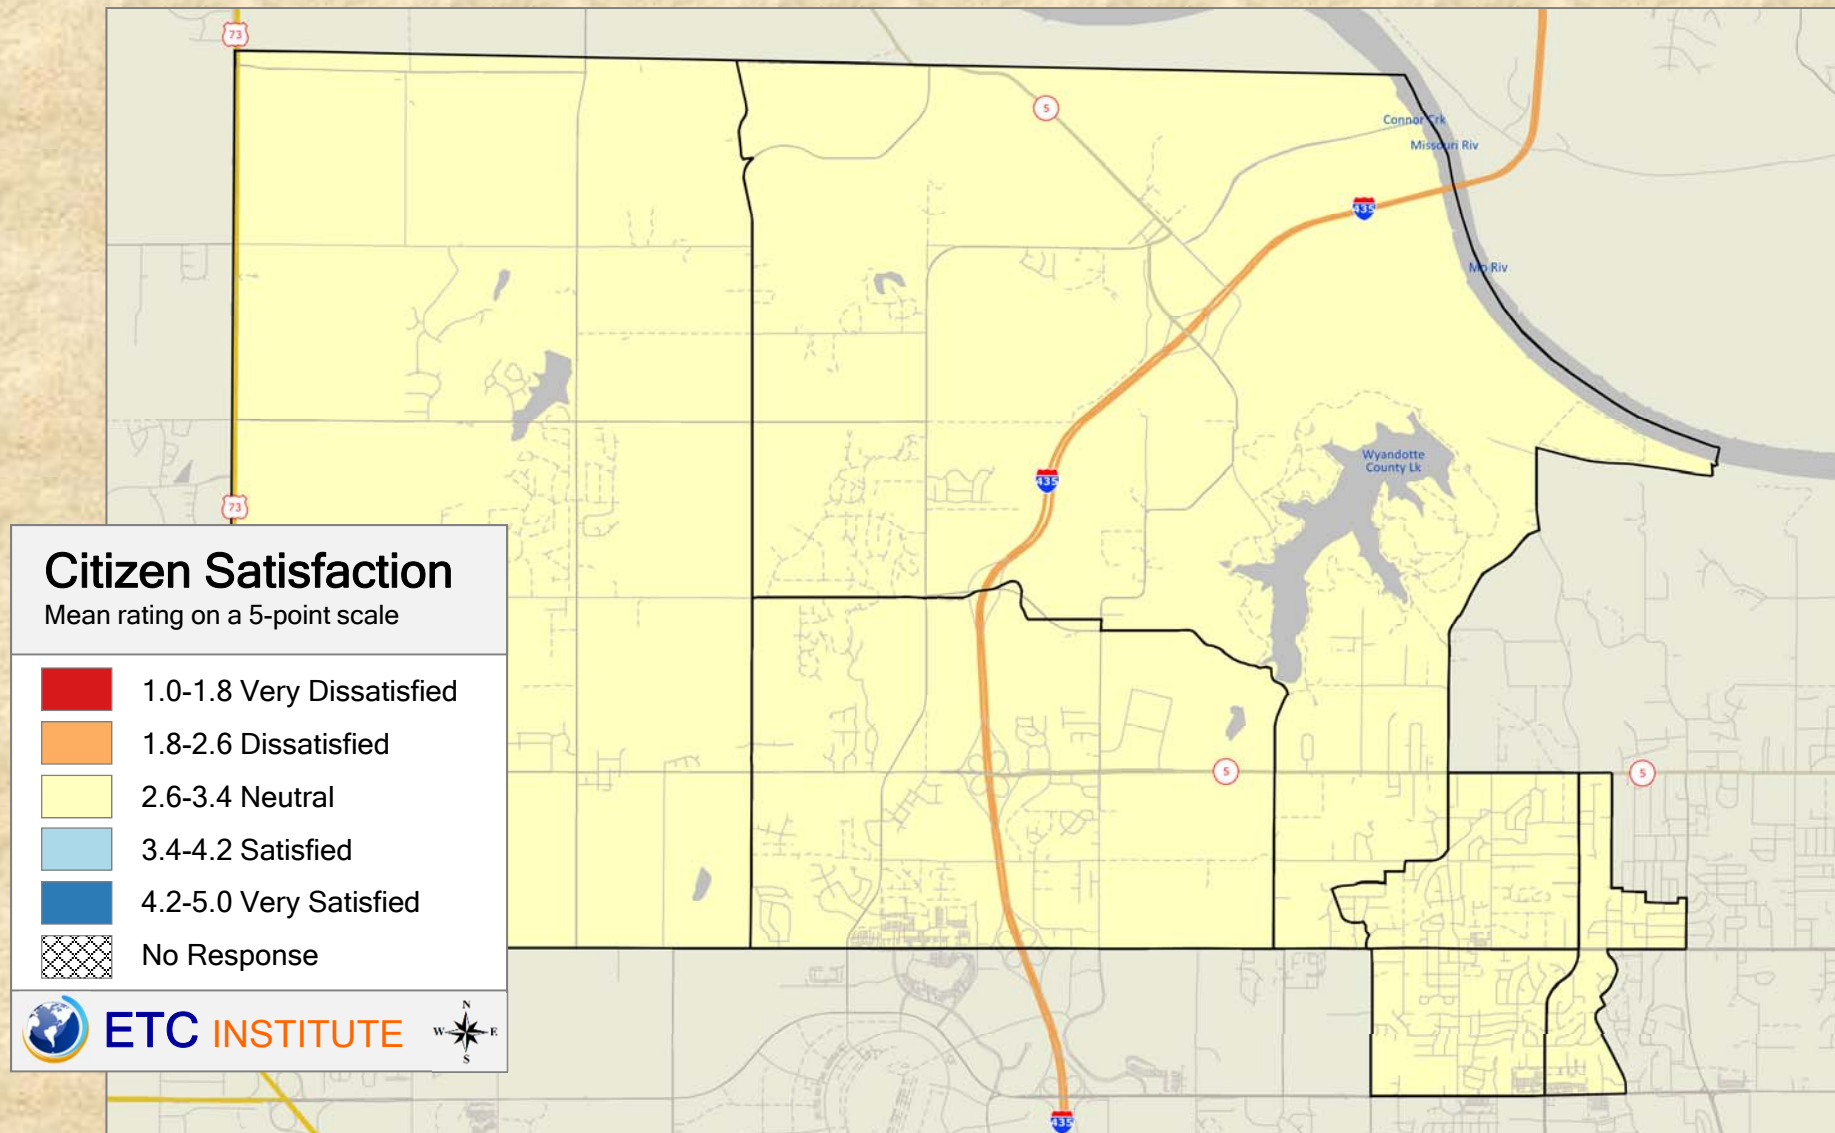 73
5
Connor Crk
Missouri Riv
435
Mo Riv
Wyandotte
County Lk
435
73
Citizen Satisfaction
Mean rating on a 5-point scale
1.0-1.8 Very Dissatisfied
1.8-2.6 Dissatisfied
2.6-3.4 Neutral
3.4-4.2 Satisfied
4.2-5.0 Very Satisfied
No Response
ETC INSTITUTE
N
W E
S
5
5
435